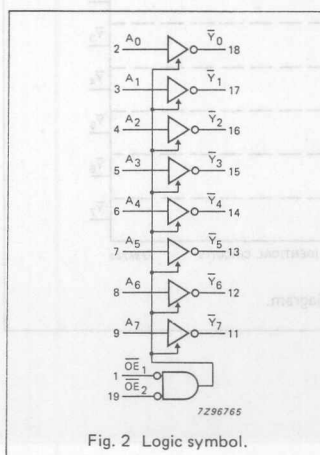 2 A0 Y̅0 18
3 A1 Y̅1 17
4 A2 Y̅2 16
5 A3 Y̅3 15
6 A4 Y̅4 14
7 A5 Y̅5 13
8 A6 Y̅6 12
9 A7 Y̅7 11
1 O̅E̅1
19 O̅E̅2
7Z96765
Fig. 2 Logic symbol.